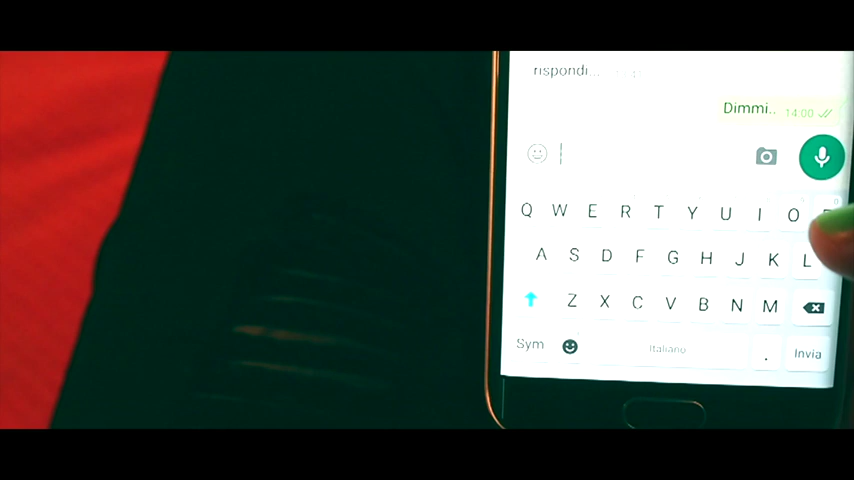 rispondi...
Dimmi.. 14:00
Q W E R T Y U I O
A S D F G H J K L
Z X C V B N M
Sym Italiano . Invia